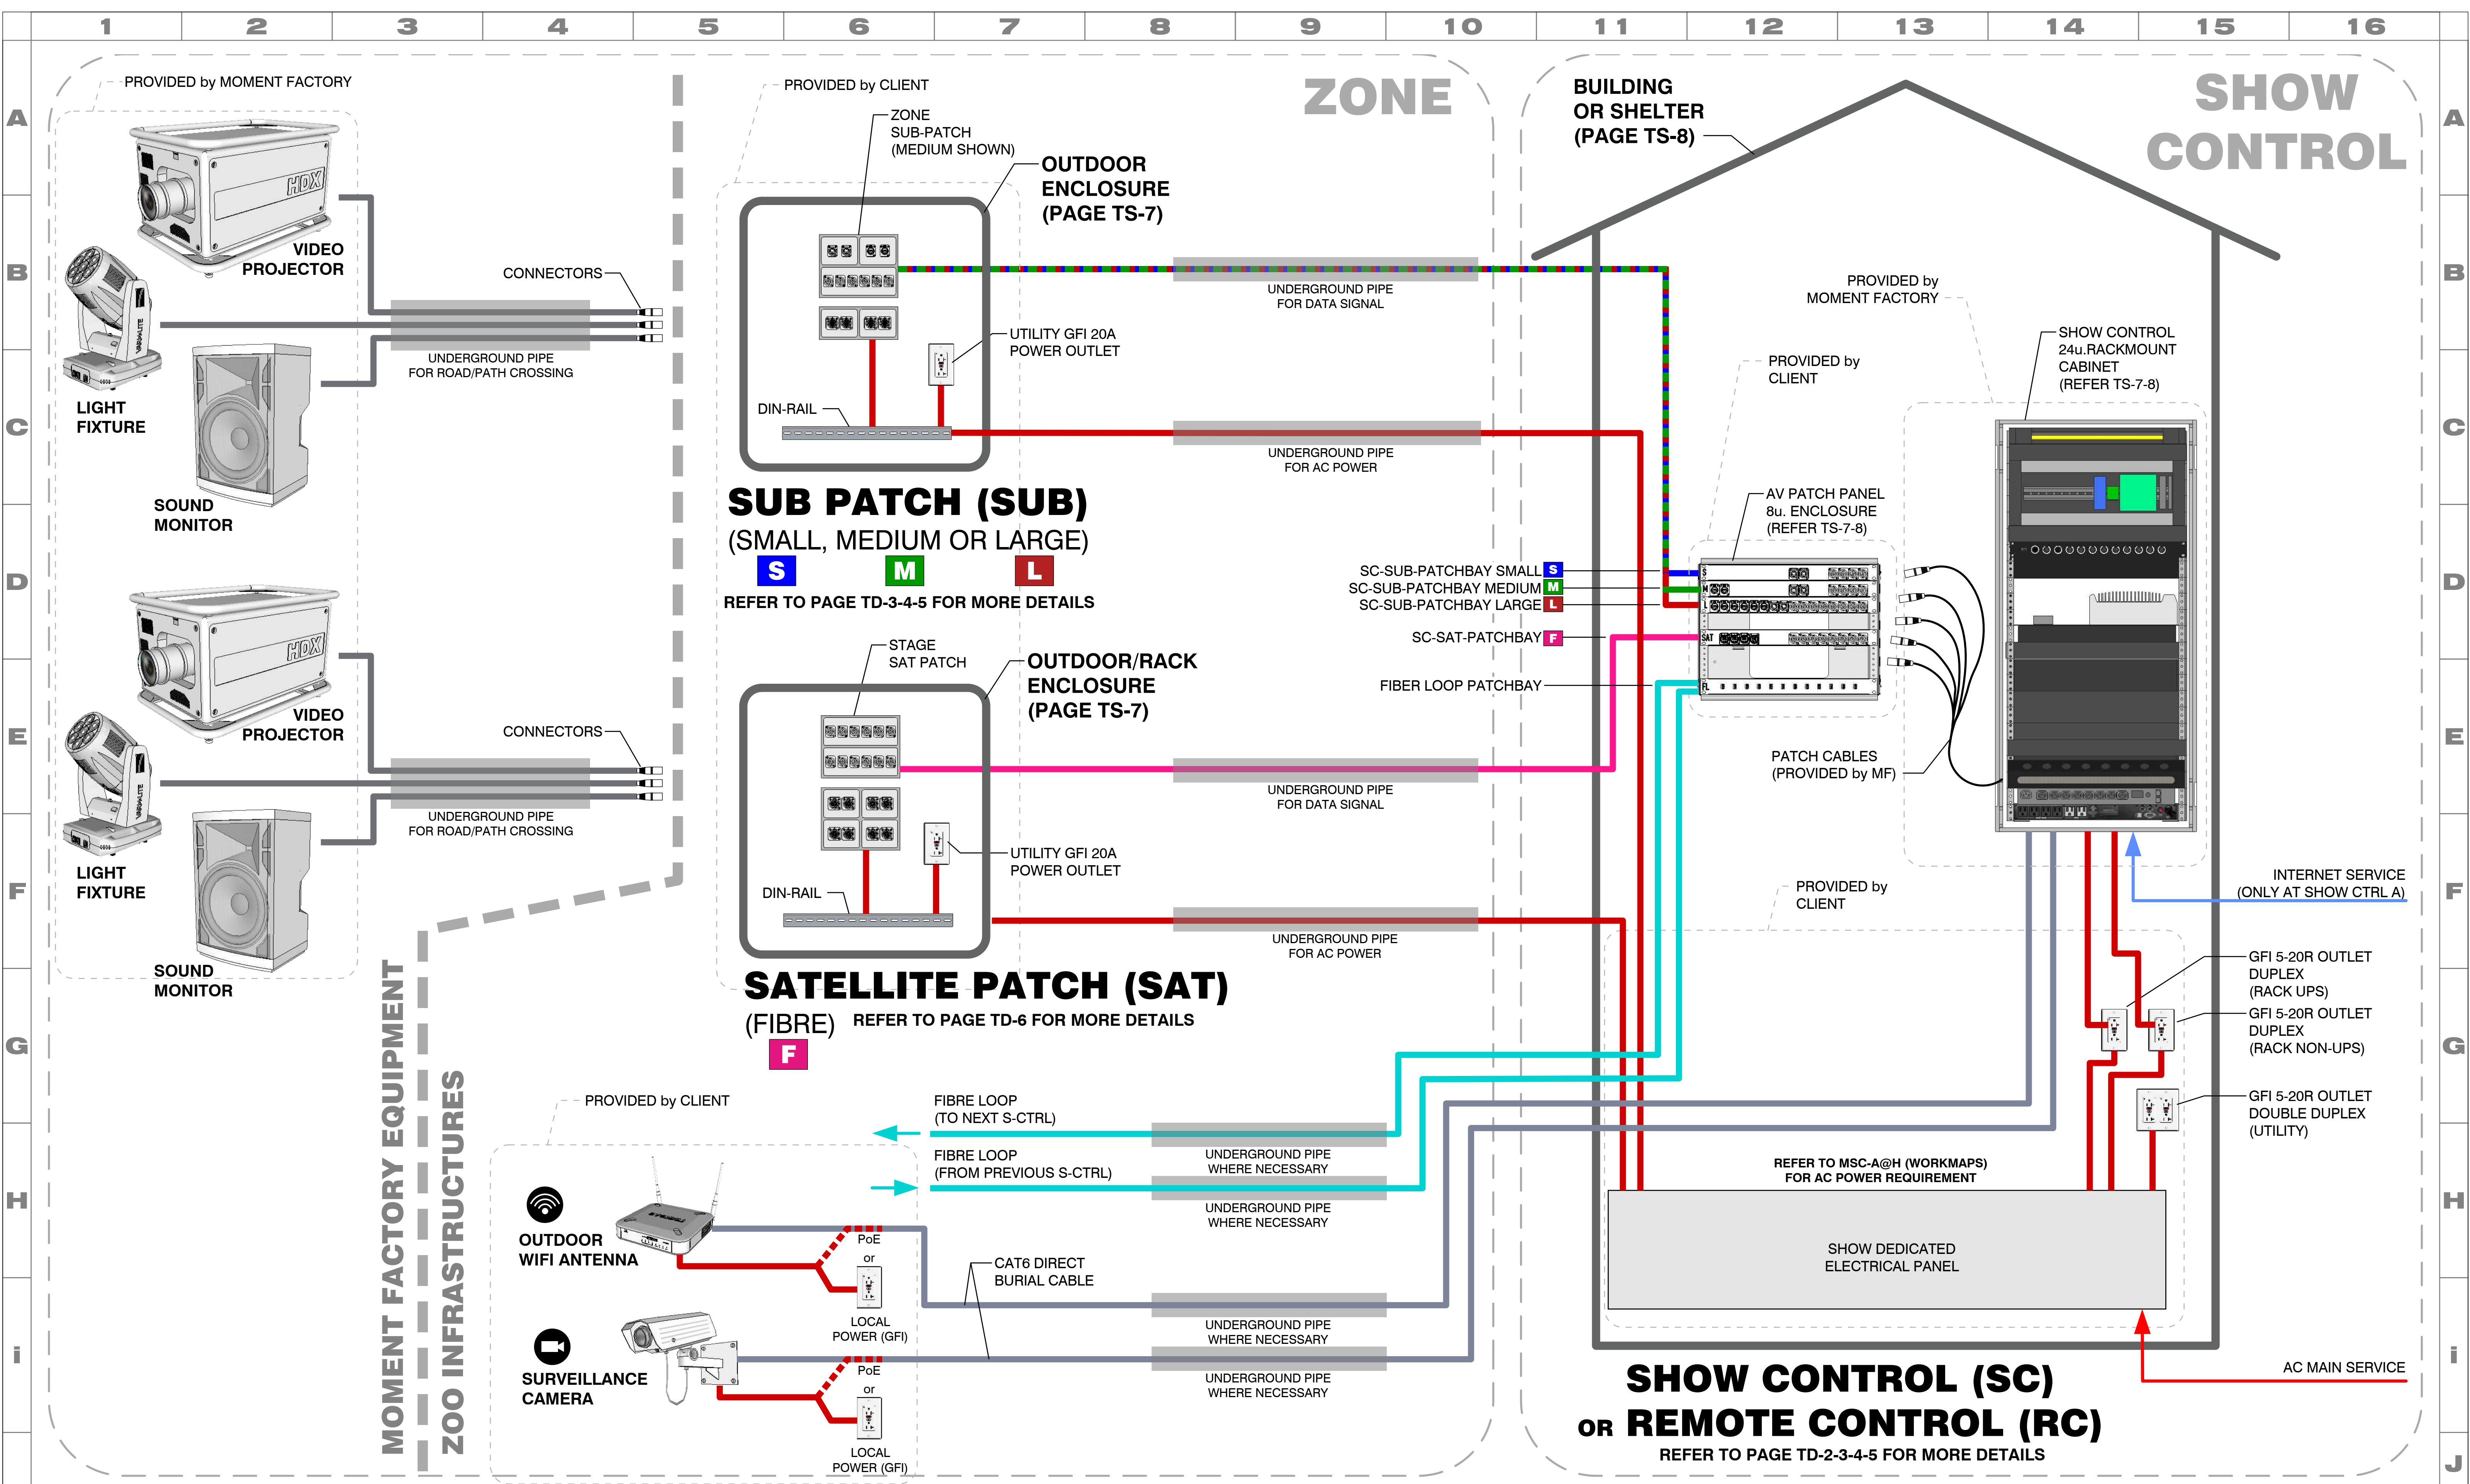 1 2 3 4 5 6 7 8 9 10 11 12 13 14 15 16
A
B
C
D
E
F
G
H
i
PROVIDED by MOMENT FACTORY
HDX
VIDEO
PROJECTOR
VARI*LITE
LIGHT
FIXTURE
SOUND
MONITOR
CONNECTORS
UNDERGROUND PIPE
FOR ROAD/PATH CROSSING
HDX
VIDEO
PROJECTOR
VARI*LITE
LIGHT
FIXTURE
SOUND
MONITOR
CONNECTORS
UNDERGROUND PIPE
FOR ROAD/PATH CROSSING
MOMENT FACTORY EQUIPMENT
ZOO INFRASTRUCTURES
ZONE
PROVIDED by CLIENT
ZONE
SUB-PATCH
(MEDIUM SHOWN)
OUTDOOR
ENCLOSURE
(PAGE TS-7)
UTILITY GFI 20A
POWER OUTLET
DIN-RAIL
UNDERGROUND PIPE
FOR DATA SIGNAL
UNDERGROUND PIPE
FOR AC POWER
SUB PATCH (SUB)
(SMALL, MEDIUM OR LARGE)
S M L
REFER TO PAGE TD-3-4-5 FOR MORE DETAILS
STAGE
SAT PATCH
OUTDOOR/RACK
ENCLOSURE
(PAGE TS-7)
UTILITY GFI 20A
POWER OUTLET
DIN-RAIL
UNDERGROUND PIPE
FOR DATA SIGNAL
UNDERGROUND PIPE
FOR AC POWER
SATELLITE PATCH (SAT)
(FIBRE) REFER TO PAGE TD-6 FOR MORE DETAILS
F
PROVIDED by CLIENT
FIBRE LOOP
(TO NEXT S-CTRL)
UNDERGROUND PIPE
WHERE NECESSARY
FIBRE LOOP
(FROM PREVIOUS S-CTRL)
UNDERGROUND PIPE
WHERE NECESSARY
OUTDOOR
WIFI ANTENNA
PoE
or
LOCAL
POWER (GFI)
CAT6 DIRECT
BURIAL CABLE
UNDERGROUND PIPE
WHERE NECESSARY
SURVEILLANCE
CAMERA
PoE
or
LOCAL
POWER (GFI)
UNDERGROUND PIPE
WHERE NECESSARY
SHOW
CONTROL
BUILDING
OR SHELTER
(PAGE TS-8)
PROVIDED by
MOMENT FACTORY
SHOW CONTROL
24u.RACKMOUNT
CABINET
(REFER TS-7-8)
PROVIDED by
CLIENT
AV PATCH PANEL
8u. ENCLOSURE
(REFER TS-7-8)
SC-SUB-PATCHBAY SMALL S
SC-SUB-PATCHBAY MEDIUM M
SC-SUB-PATCHBAY LARGE L
SC-SAT-PATCHBAY F
FIBER LOOP PATCHBAY
S
M
L
SAT
FL
PATCH CABLES
(PROVIDED by MF)
INTERNET SERVICE
(ONLY AT SHOW CTRL A)
PROVIDED by
CLIENT
GFI 5-20R OUTLET
DUPLEX
(RACK UPS)
GFI 5-20R OUTLET
DUPLEX
(RACK NON-UPS)
GFI 5-20R OUTLET
DOUBLE DUPLEX
(UTILITY)
REFER TO MSC-A@H (WORKMAPS)
FOR AC POWER REQUIREMENT
SHOW DEDICATED
ELECTRICAL PANEL
AC MAIN SERVICE
SHOW CONTROL (SC)
OR REMOTE CONTROL (RC)
REFER TO PAGE TD-2-3-4-5 FOR MORE DETAILS
A
B
C
D
E
F
G
H
i
J